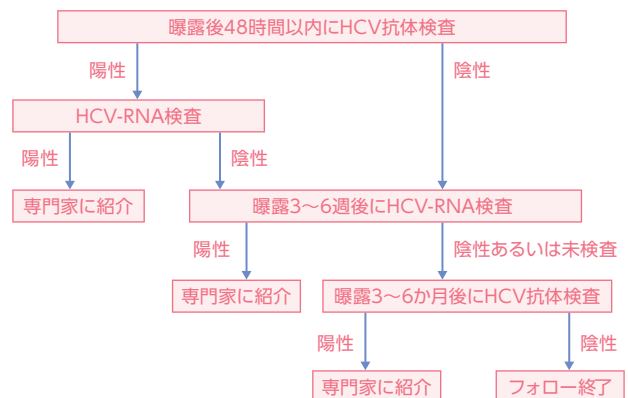 曝露後48時間以内にHCV抗体検査
陽性
陰性
HCV-RNA検査
陽性
陰性
専門家に紹介
曝露3〜6週後にHCV-RNA検査
陽性
陰性あるいは未検査
専門家に紹介
曝露3〜6か月後にHCV抗体検査
陽性
陰性
専門家に紹介
フォロー終了